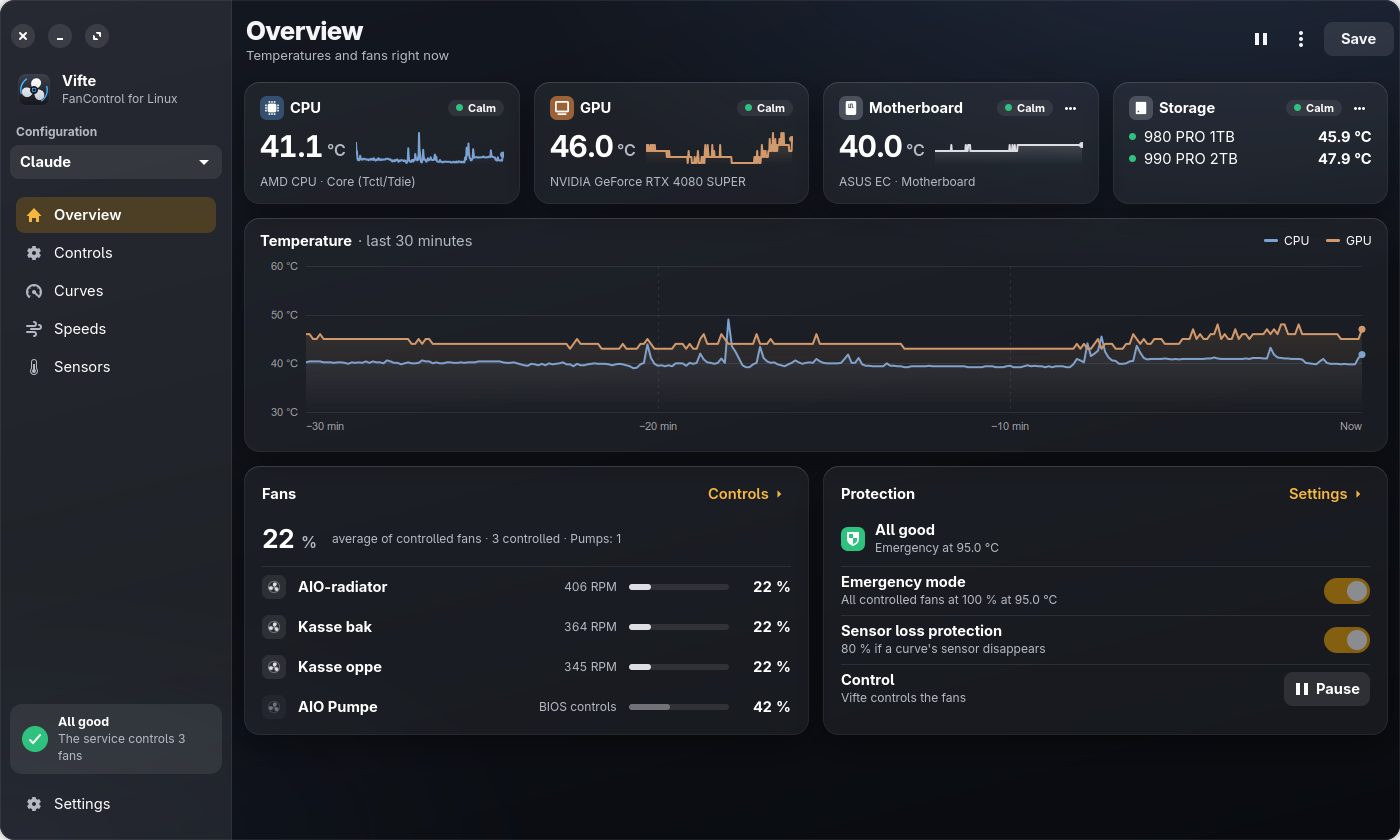 Vifte
FanControl for Linux
Configuration
Claude
Overview
Controls
Curves
Speeds
Sensors
All good
The service controls 3
fans
Settings
Overview
Temperatures and fans right now
Save
CPU
Calm
41.1 °C
AMD CPU · Core (Tctl/Tdie)
GPU
Calm
46.0 °C
NVIDIA GeForce RTX 4080 SUPER
Motherboard
Calm
40.0 °C
ASUS EC · Motherboard
Storage
Calm
980 PRO 1TB 45.9 °C
990 PRO 2TB 47.9 °C
Temperature · last 30 minutes
CPU GPU
60 °C
50 °C
40 °C
30 °C
−30 min −20 min −10 min Now
Fans
Controls
22 % average of controlled fans · 3 controlled · Pumps: 1
AIO-radiator 406 RPM 22 %
Kasse bak 364 RPM 22 %
Kasse oppe 345 RPM 22 %
AIO Pumpe BIOS controls 42 %
Protection
Settings
All good
Emergency at 95.0 °C
Emergency mode
All controlled fans at 100 % at 95.0 °C
Sensor loss protection
80 % if a curve's sensor disappears
Control
Vifte controls the fans
Pause